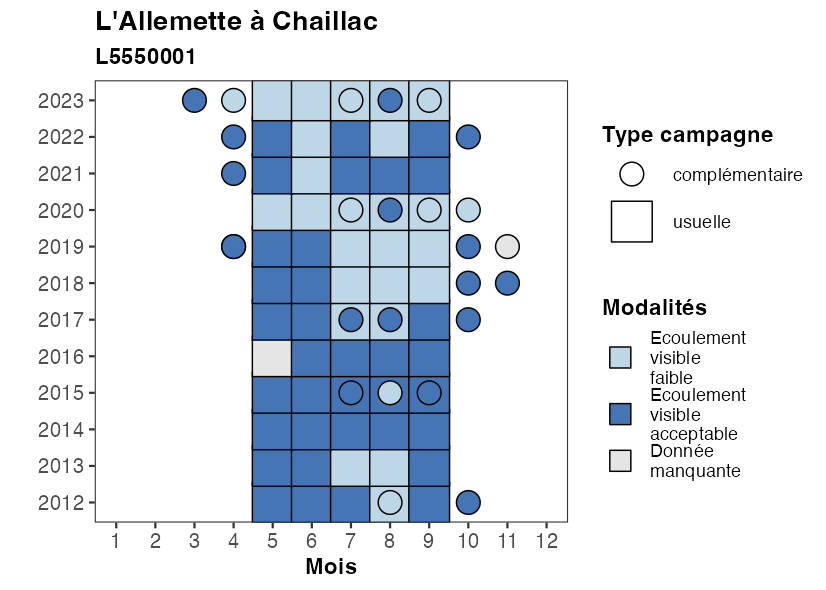 L'Allemette à Chaillac
L5550001
2023
2022
2021
2020
2019
2018
2017
2016
2015
2014
2013
2012
1 2 3 4 5 6 7 8 9 10 11 12
Mois
Type campagne
complémentaire
usuelle
Modalités
Ecoulement
visible
faible
Ecoulement
visible
acceptable
Donnée
manquante